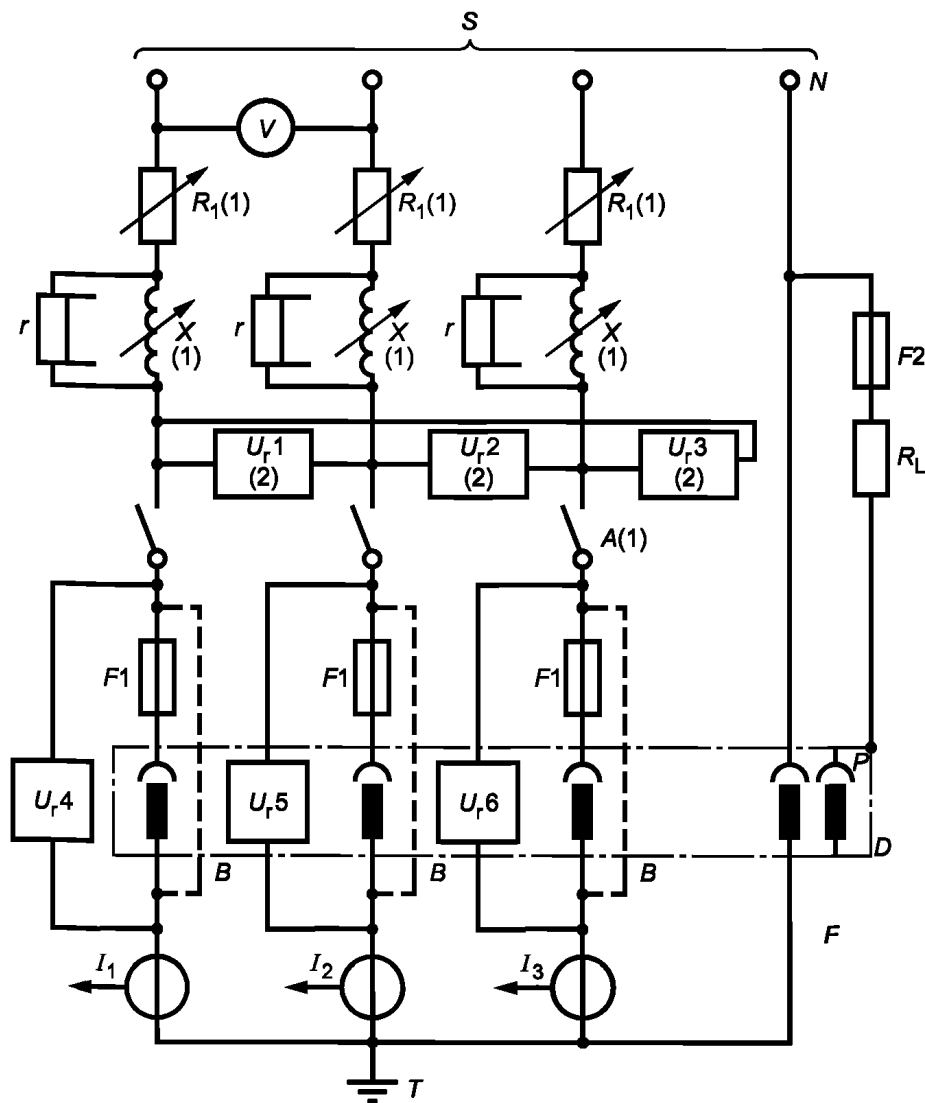 S
N
V
R1(1) R1(1) R1(1)
r X (1) r X (1) r X (1)
F2
Ur1 (2) Ur2 (2) Ur3 (2)
RL
A(1)
F1 F1 F1
P
Ur4 Ur5 Ur6
D
B B B
F
I1 I2 I3
T